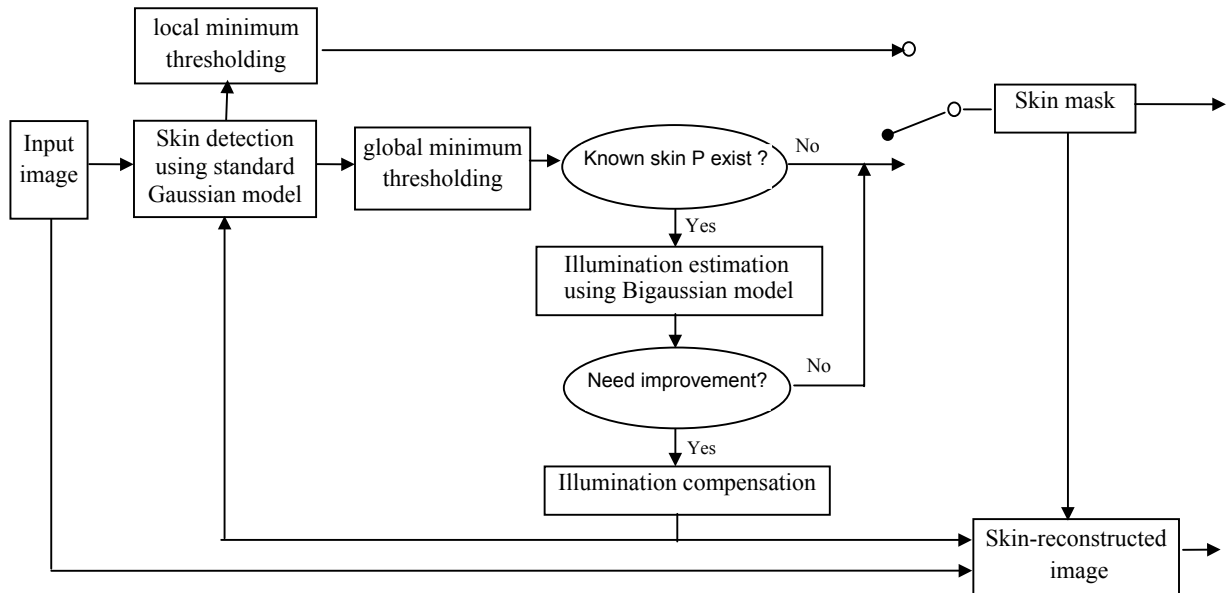 local minimum
thresholding
Input
image
Skin detection
using standard
Gaussian model
global minimum
thresholding
Known skin P exist ?
No
Skin mask
Yes
Illumination estimation
using Bigaussian model
Need improvement?
No
Yes
Illumination compensation
Skin-reconstructed
image